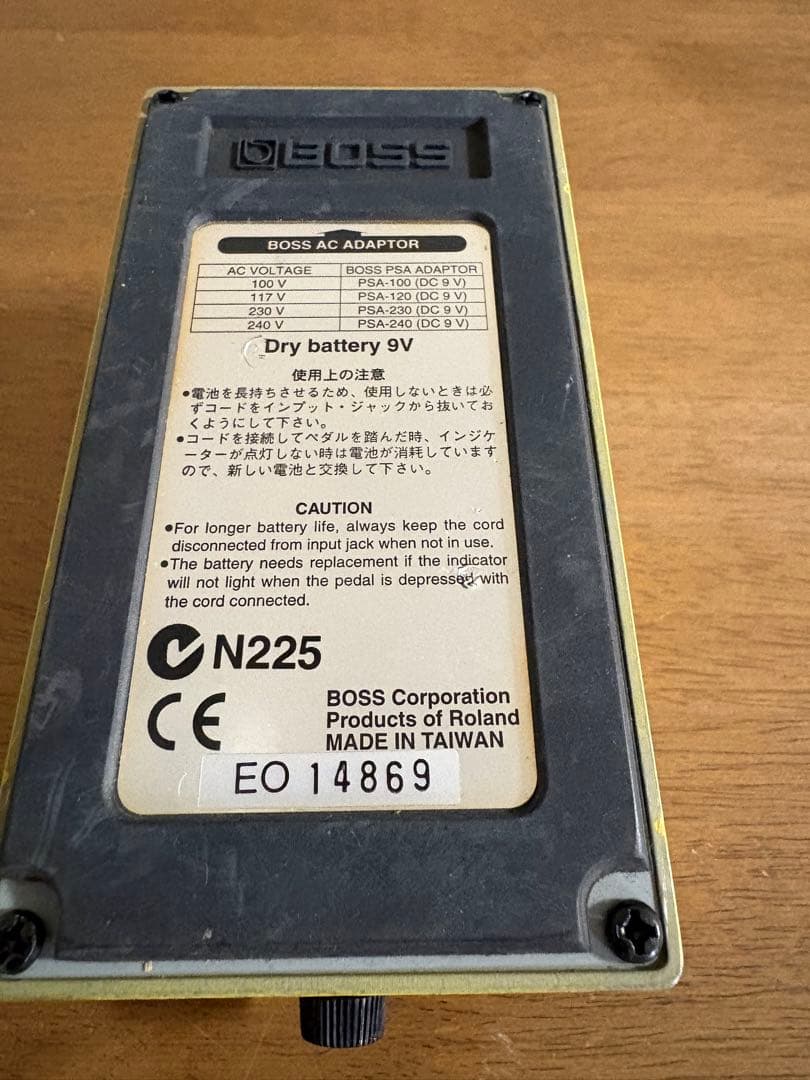 BOSS
BOSS AC ADAPTOR
AC VOLTAGE BOSS PSA ADAPTOR
100 V PSA-100 (DC 9 V)
117 V PSA-120 (DC 9 V)
230 V PSA-230 (DC 9 V)
240 V PSA-240 (DC 9 V)
Dry battery 9V
使用上の注意
●電池を長持ちさせるため、使用しないときは必
ずコードをインプット・ジャックから抜いてお
くようにして下さい。
●コードを接続してペダルを踏んだ時、インジケ
ーターが点灯しない時は電池が消耗しています
ので、新しい電池と交換して下さい。
CAUTION
●For longer battery life, always keep the cord
disconnected from input jack when not in use.
●The battery needs replacement if the indicator
will not light when the pedal is depressed with
the cord connected.
N225
CE
BOSS Corporation
Products of Roland
MADE IN TAIWAN
EO 14869